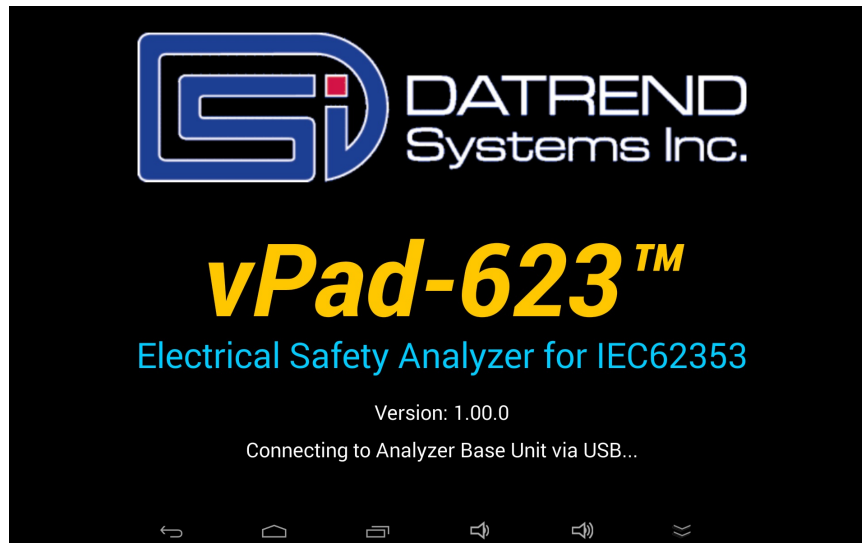 DATREND
Systems Inc.
vPad-623™
Electrical Safety Analyzer for IEC62353
Version: 1.00.0
Connecting to Analyzer Base Unit via USB...